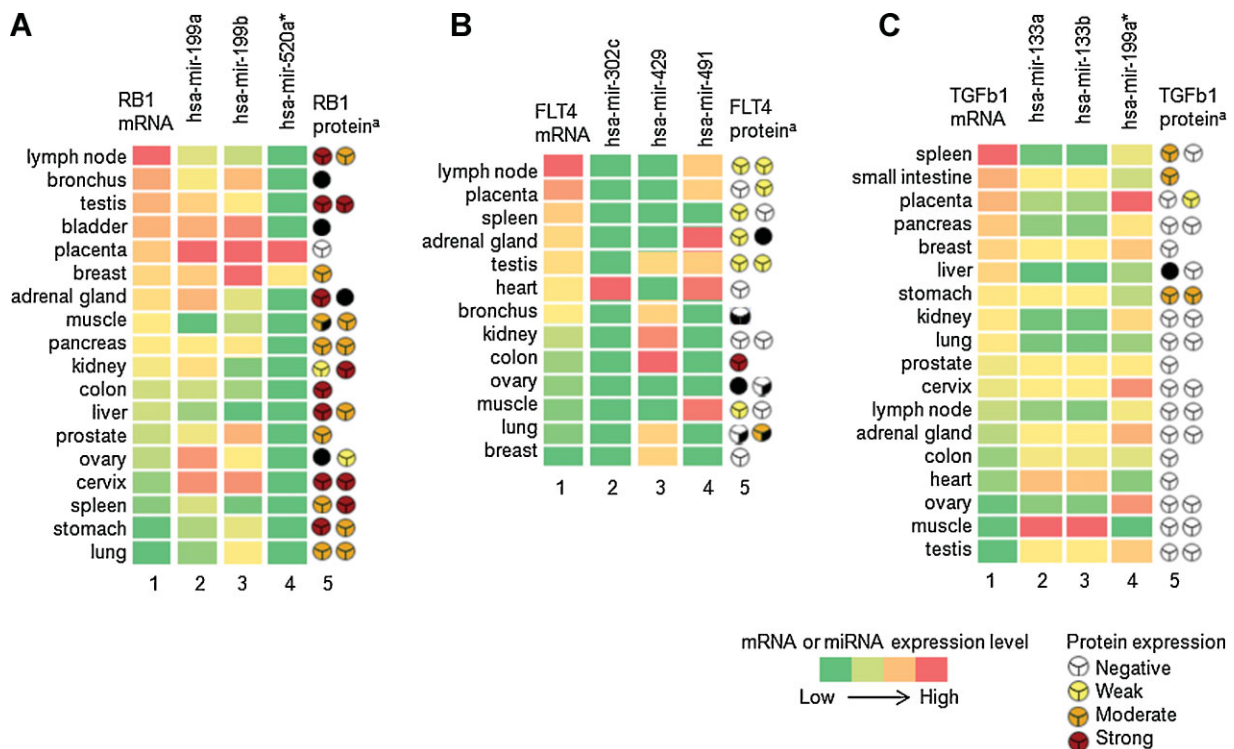 A
RB1
mRNA
hsa-mir-199a
hsa-mir-199b
hsa-mir-520a*
RB1
proteinª
lymph node
bronchus
testis
bladder
placenta
breast
adrenal gland
muscle
pancreas
kidney
colon
liver
prostate
ovary
cervix
spleen
stomach
lung
1 2 3 4 5
B
FLT4
mRNA
hsa-mir-302c
hsa-mir-429
hsa-mir-491
FLT4
proteinª
lymph node
placenta
spleen
adrenal gland
testis
heart
bronchus
kidney
colon
ovary
muscle
lung
breast
1 2 3 4 5
C
TGFb1
mRNA
hsa-mir-133a
hsa-mir-133b
hsa-mir-199a*
TGFb1
proteinª
spleen
small intestine
placenta
pancreas
breast
liver
stomach
kidney
lung
prostate
cervix
lymph node
adrenal gland
colon
heart
ovary
muscle
testis
1 2 3 4 5
mRNA or miRNA expression level
Low → High
Protein expression
Negative
Weak
Moderate
Strong